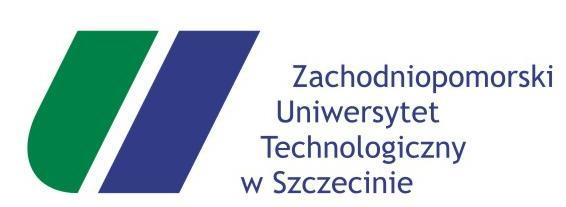 Zachodniopomorski
Uniwersytet
Technologiczny
w Szczecinie